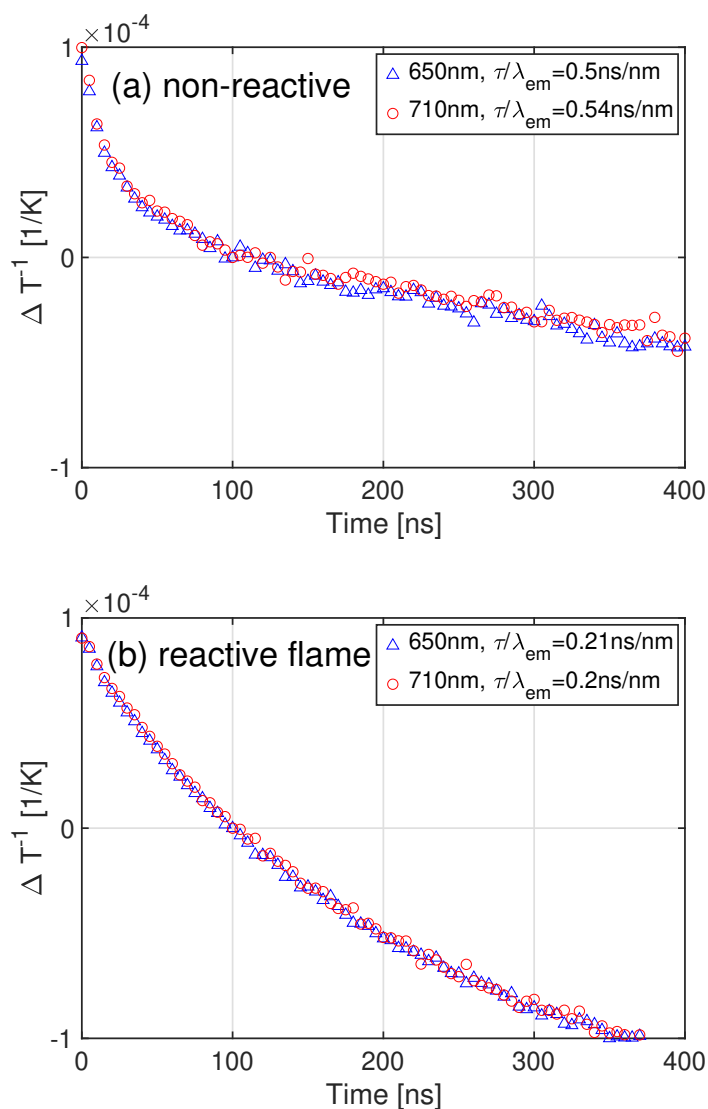 ×10⁻⁴
1
(a) non-reactive
650nm, τ/λem=0.5ns/nm
710nm, τ/λem=0.54ns/nm
Δ T⁻¹ [1/K]
0
-1
0 100 200 300 400
Time [ns]
×10⁻⁴
1
(b) reactive flame
650nm, τ/λem=0.21ns/nm
710nm, τ/λem=0.2ns/nm
Δ T⁻¹ [1/K]
0
-1
0 100 200 300 400
Time [ns]